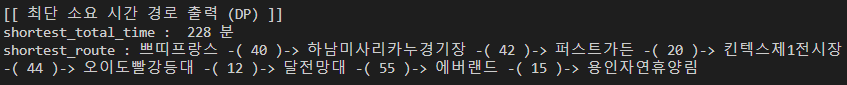 [[ 최단 소요 시간 경로 출력 (DP) ]]
shortest_total_time :  228 분
shortest_route : 쁘띠프랑스 -( 40 )-> 하남미사리카누경기장 -( 42 )-> 퍼스트가든 -( 20 )-> 킨텍스제1전시장
-( 44 )-> 오이도빨강등대 -( 12 )-> 달전망대 -( 55 )-> 에버랜드 -( 15 )-> 용인자연휴양림